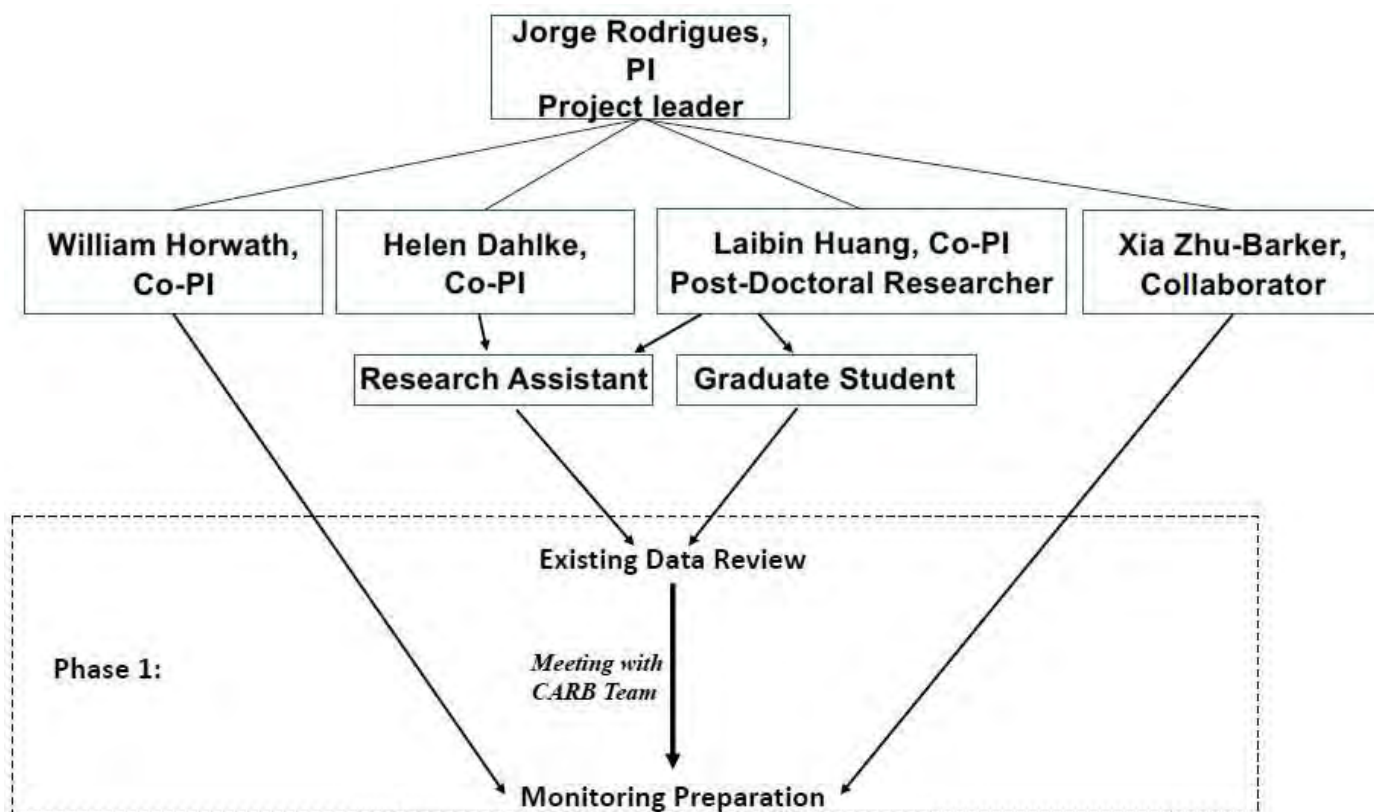 Jorge Rodrigues,
PI
Project leader
William Horwath,
Co-PI
Helen Dahlke,
Co-PI
Laibin Huang, Co-PI
Post-Doctoral Researcher
Xia Zhu-Barker,
Collaborator
Research Assistant
Graduate Student
Existing Data Review
Phase 1:
Meeting with
CARB Team
Monitoring Preparation